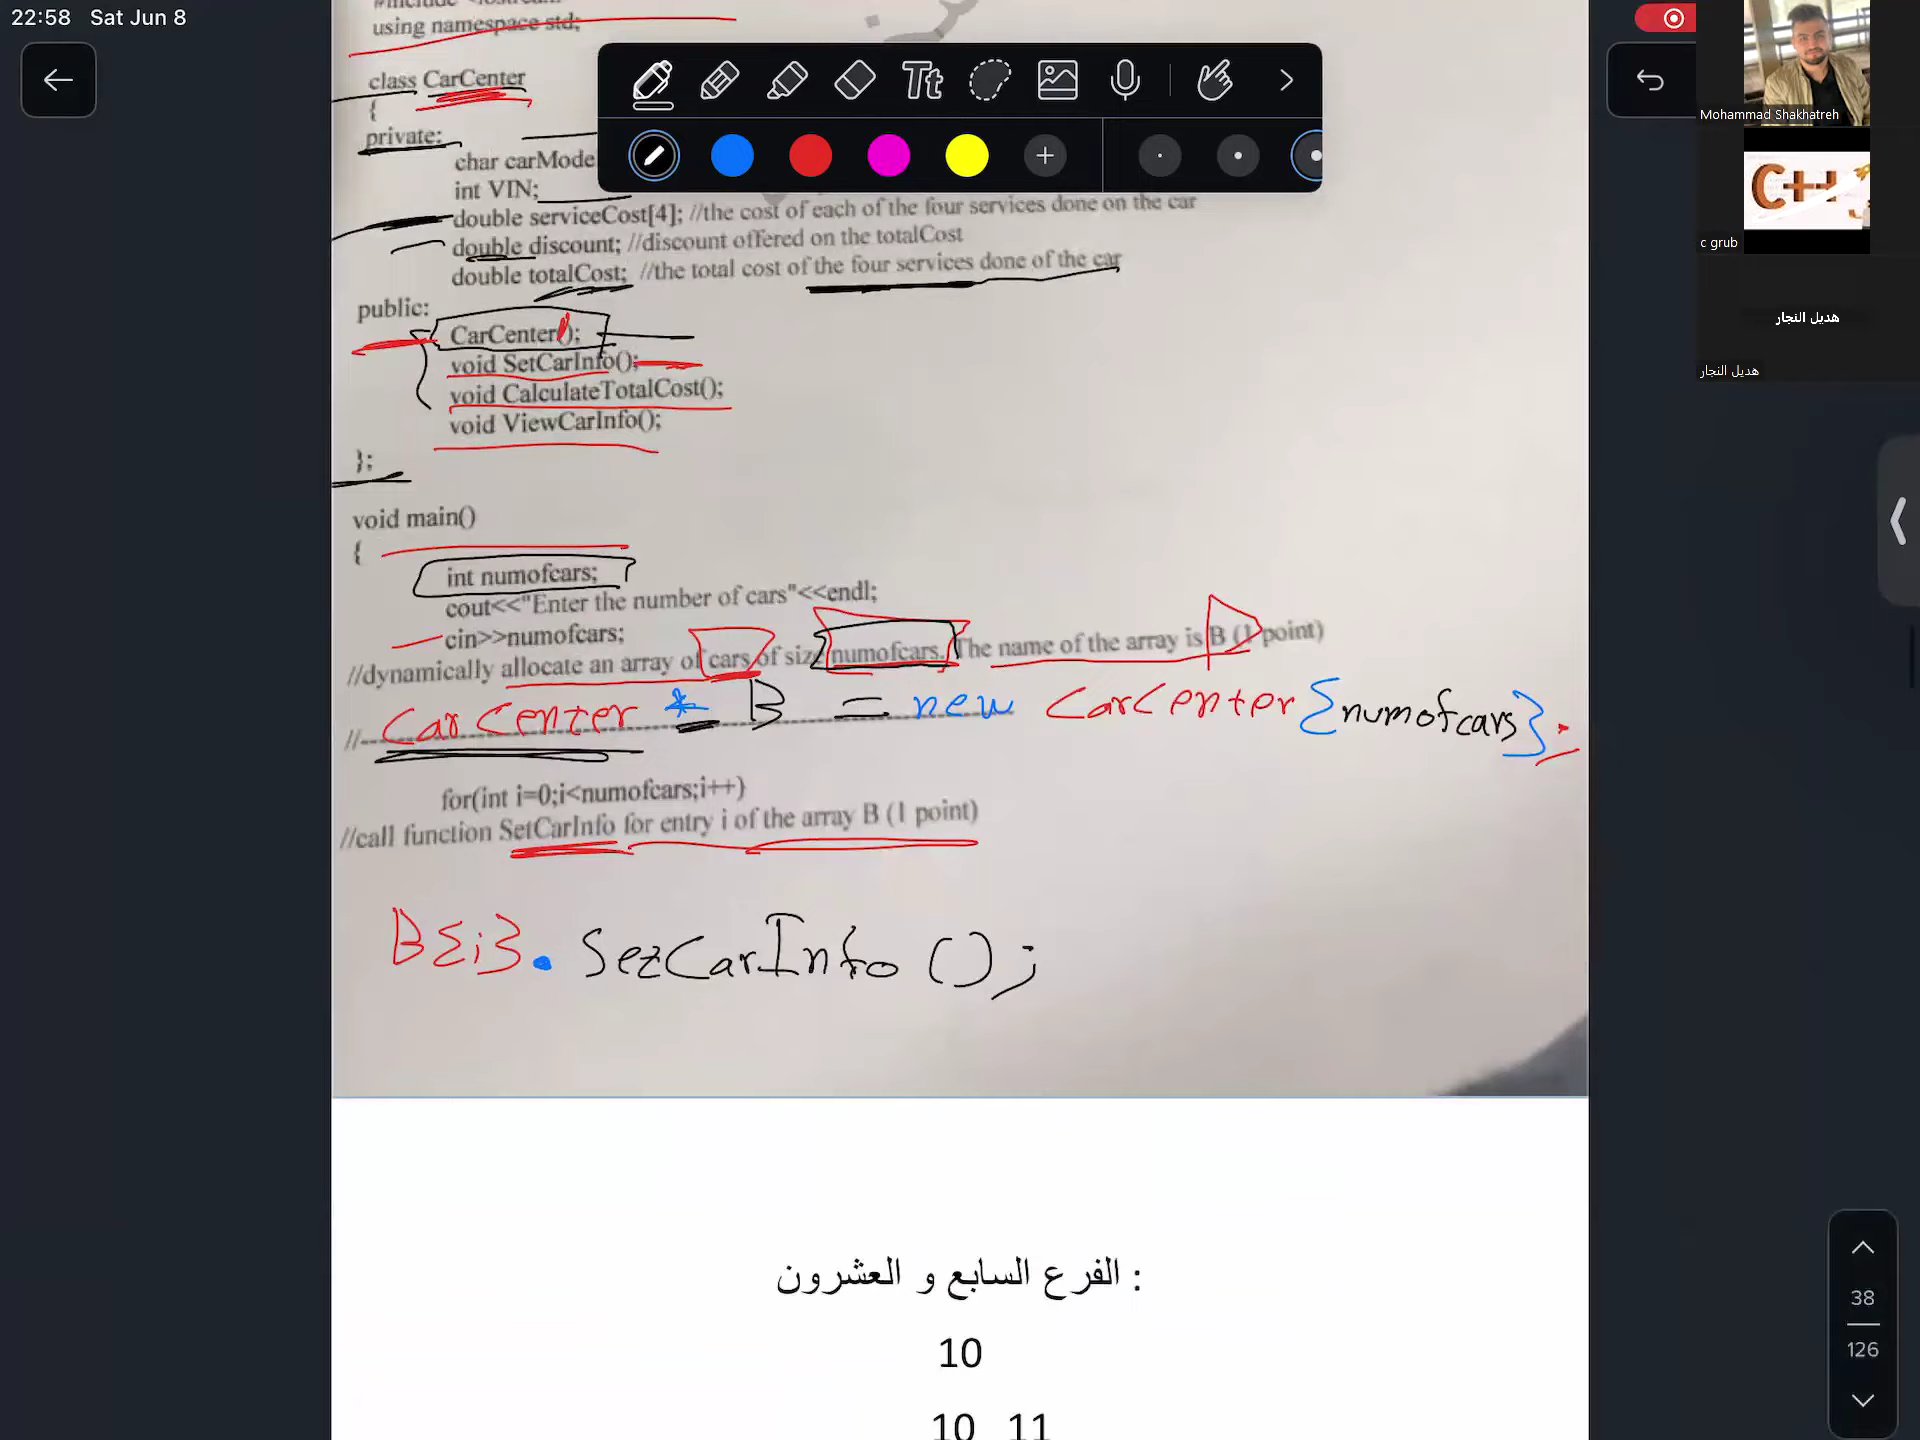 22:58 Sat Jun 8
using namespace std;
class CarCenter
{
private:
char carMode
int VIN;
double serviceCost[4]; //the cost of each of the four services done on the car
double discount; //discount offered on the totalCost
double totalCost; //the total cost of the four services done of the car
public:
CarCenter();
void SetCarInfo();
void CalculateTotalCost();
void ViewCarInfo();
};
void main()
{
int numofcars;
cout<<"Enter the number of cars"<<endl;
cin>>numofcars;
//dynamically allocate an array of cars of size numofcars. The name of the array is B (1 point)
//
CarCenter * B = new CarCenter{numofcars};
for(int i=0;i<numofcars;i++)
//call function SetCarInfo for entry i of the array B (1 point)
B{i}. SetCarInfo ();
الفرع السابع و العشرون :
10
10 11
Tt
Mohammad Shakhatreh
C++
c grub
هديل النجار
هديل النجار
38
126